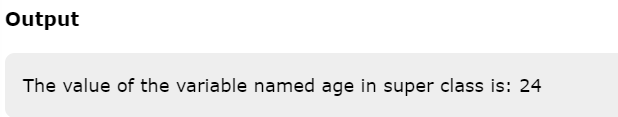 Output
The value of the variable named age in super class is: 24